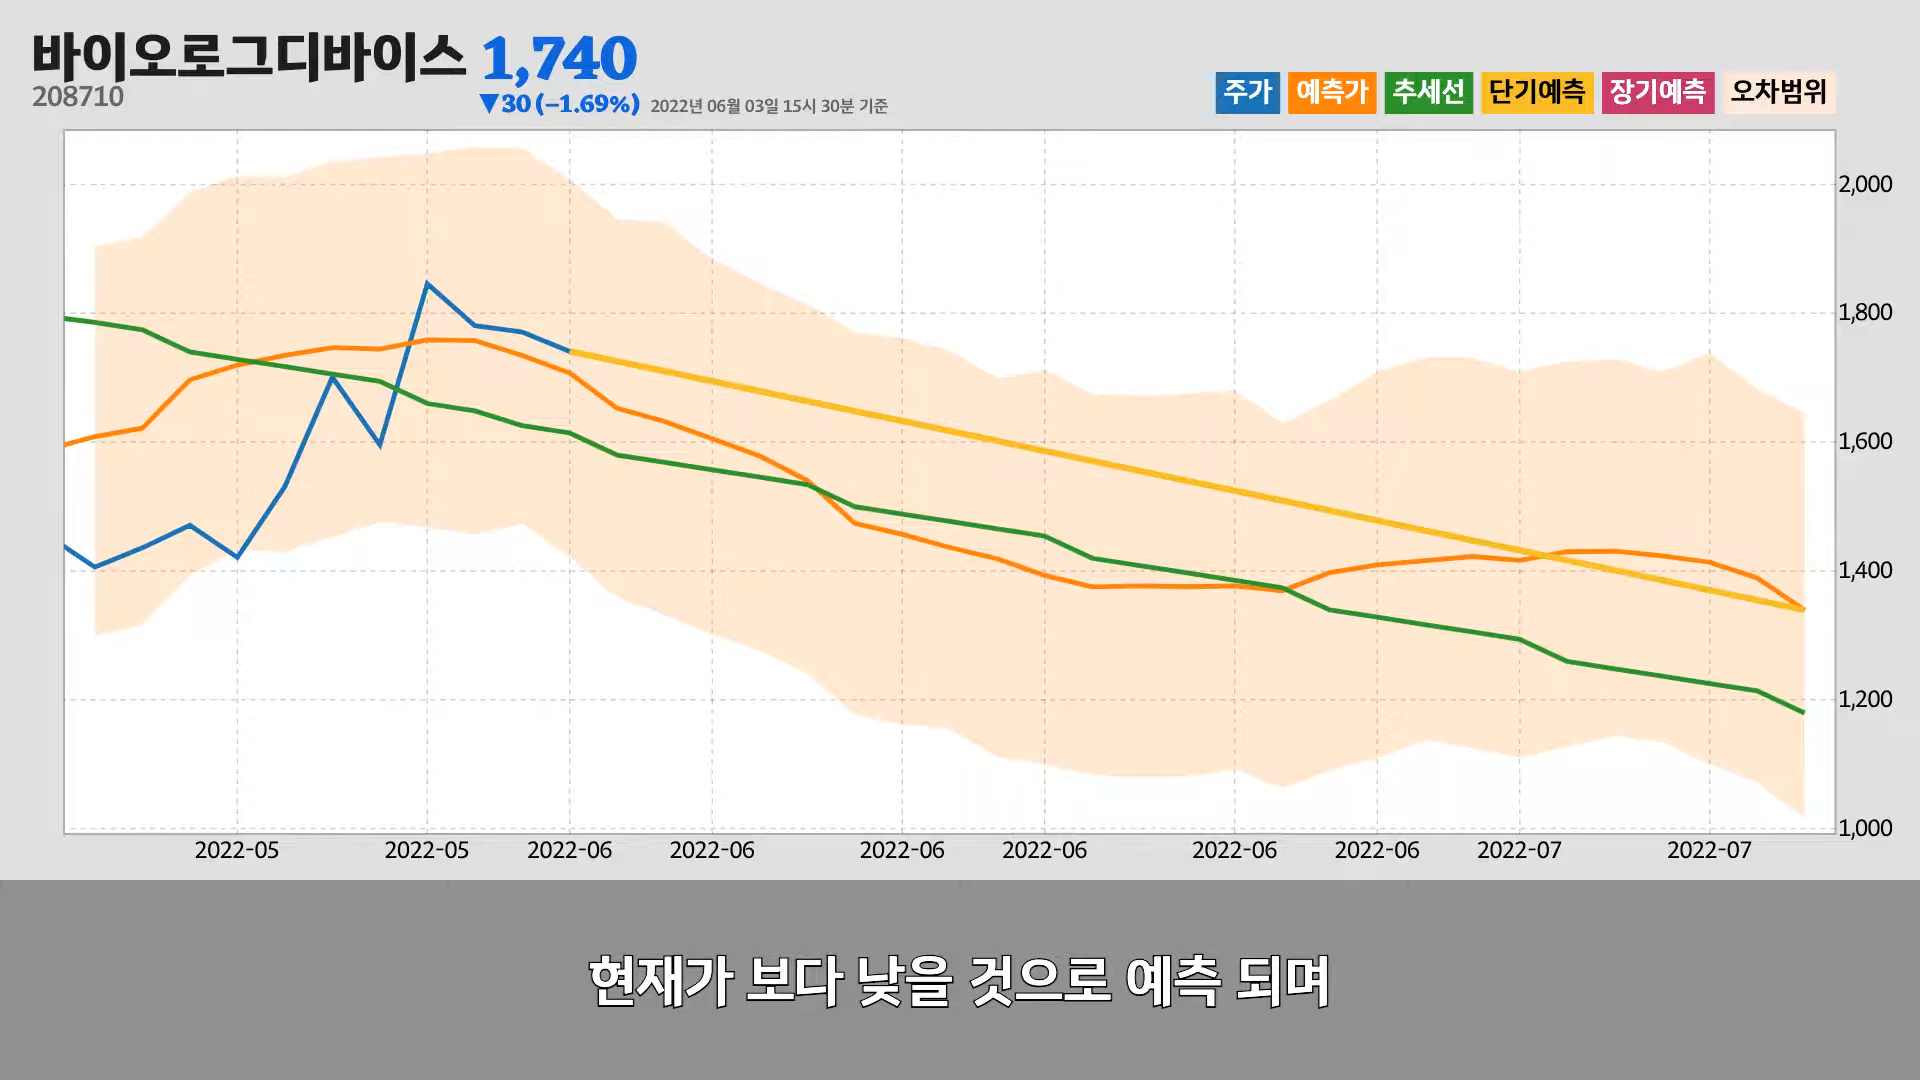 바이오로그디바이스 1,740
208710
▼30 (−1.69%) 2022년 06월 03일 15시 30분 기준
주가 예측가 추세선 단기예측 장기예측 오차범위
2,000
1,800
1,600
1,400
1,200
1,000
2022-05 2022-05 2022-06 2022-06 2022-06 2022-06 2022-06 2022-06 2022-07 2022-07
현재가 보다 낮을 것으로 예측 되며